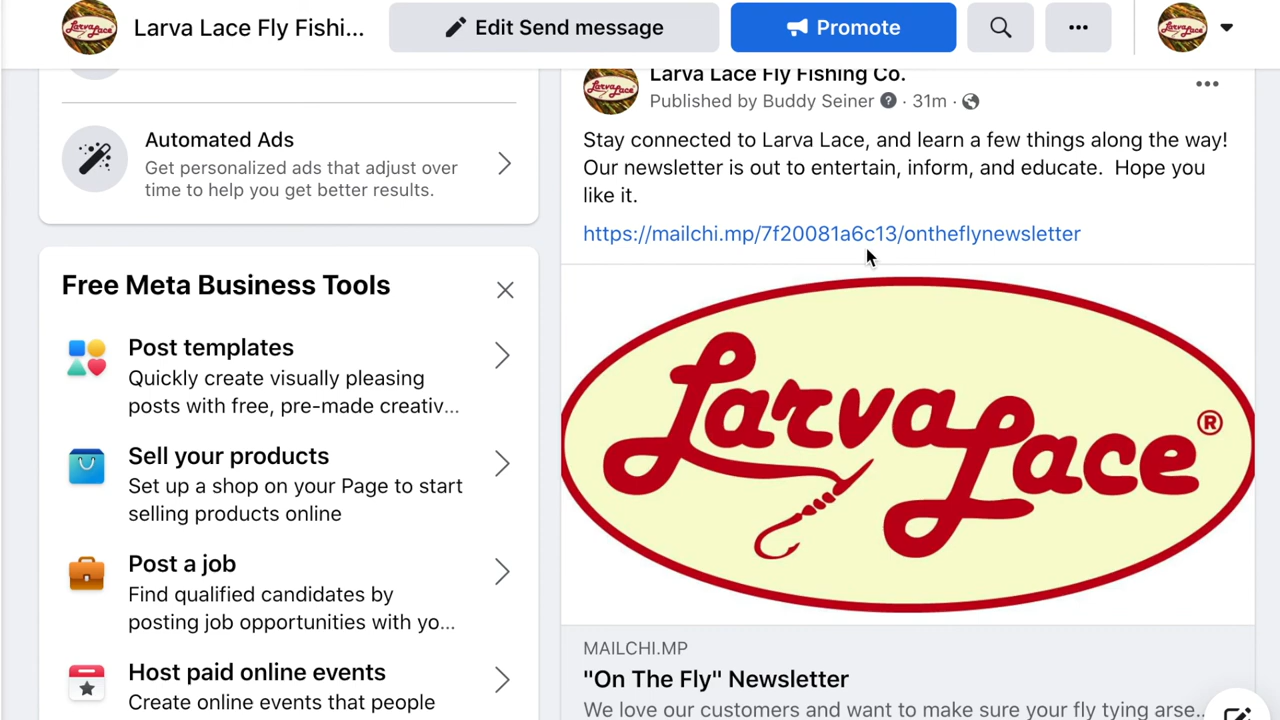 Larva Lace Fly Fishi...
Edit Send message
Promote
Automated Ads
Get personalized ads that adjust over
time to help you get better results.
Free Meta Business Tools
Post templates
Quickly create visually pleasing
posts with free, pre-made creativ...
Sell your products
Set up a shop on your Page to start
selling products online
Post a job
Find qualified candidates by
posting job opportunities with yo...
Host paid online events
Create online events that people
Larva Lace Fly Fishing Co.
Published by Buddy Seiner · 31m ·
Stay connected to Larva Lace, and learn a few things along the way!
Our newsletter is out to entertain, inform, and educate.  Hope you
like it.
https://mailchi.mp/7f20081a6c13/ontheflynewsletter
Larva Lace®
MAILCHI.MP
"On The Fly" Newsletter
We love our customers and want to make sure your fly tying arse...